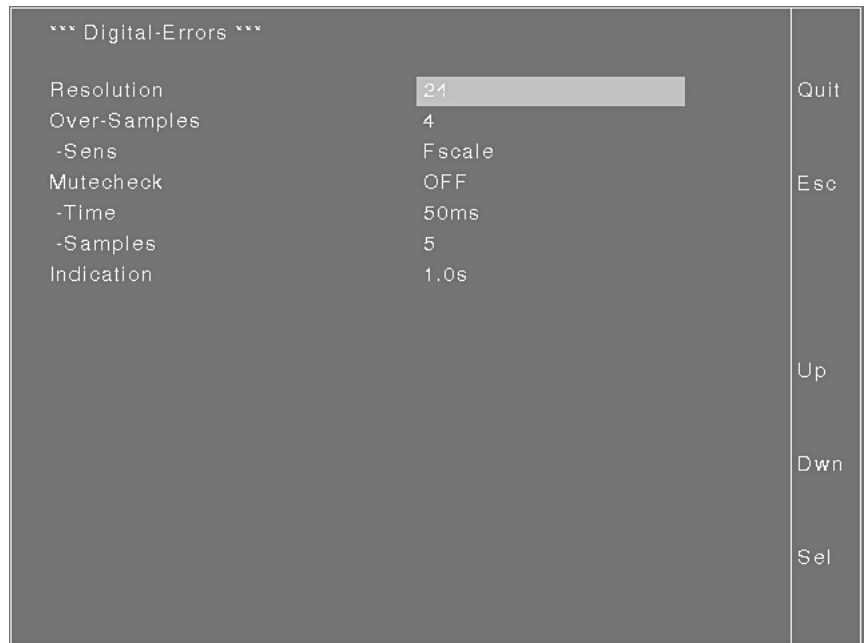 *** Digital-Errors ***
Resolution 24
Over-Samples 4
-Sens Fscale
Mutecheck OFF
-Time 50ms
-Samples 5
Indication 1.0s
Quit
Esc
Up
Dwn
Sel